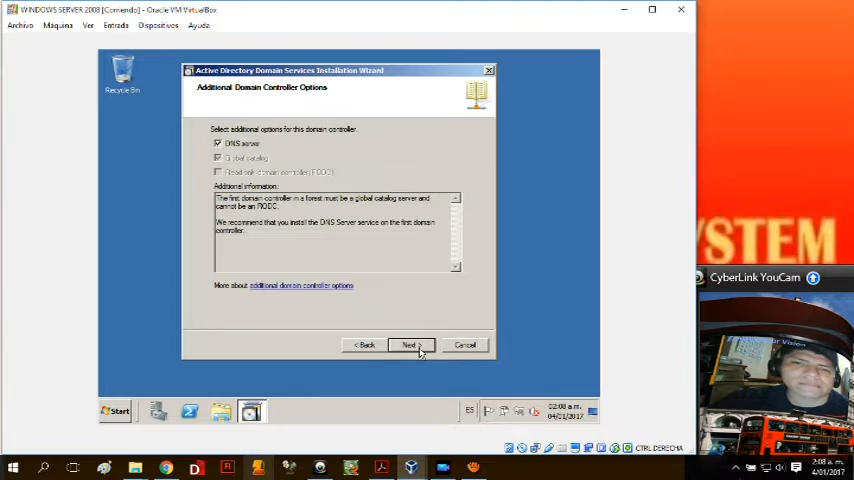 WINDOWS SERVER 2008 [Corriendo] - Oracle VM VirtualBox
Archivo Máquina Ver Entrada Dispositivos Ayuda
Recycle Bin
Active Directory Domain Services Installation Wizard
Additional Domain Controller Options
Select additional options for this domain controller.
DNS server
Global catalog
Read-only domain controller (RODC)
Additional information:
The first domain controller in a forest must be a global catalog server and
cannot be an RODC.
We recommend that you install the DNS Server service on the first domain
controller.
More about additional domain controller options
< Back Next > Cancel
Start
ES
02:08 a.m.
04/01/2017
CTRL DERECHA
YSTEM
CyberLink YouCam
Vision
2:08 a. m.
4/01/2017